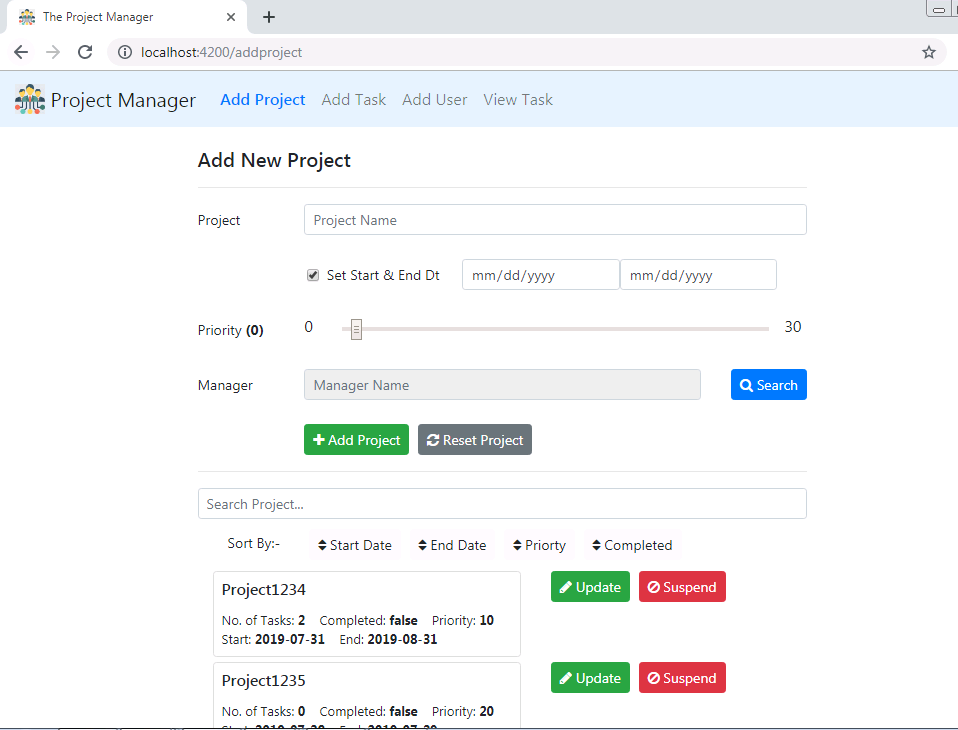 The Project Manager
localhost:4200/addproject
Project Manager Add Project Add Task Add User View Task
Add New Project
Project Project Name
Set Start & End Dt mm/dd/yyyy mm/dd/yyyy
Priority (0) 0 30
Manager Manager Name Search
Add Project Reset Project
Search Project...
Sort By:- Start Date End Date Priorty Completed
Project1234 Update Suspend
No. of Tasks: 2 Completed: false Priority: 10
Start: 2019-07-31 End: 2019-08-31
Project1235 Update Suspend
No. of Tasks: 0 Completed: false Priority: 20